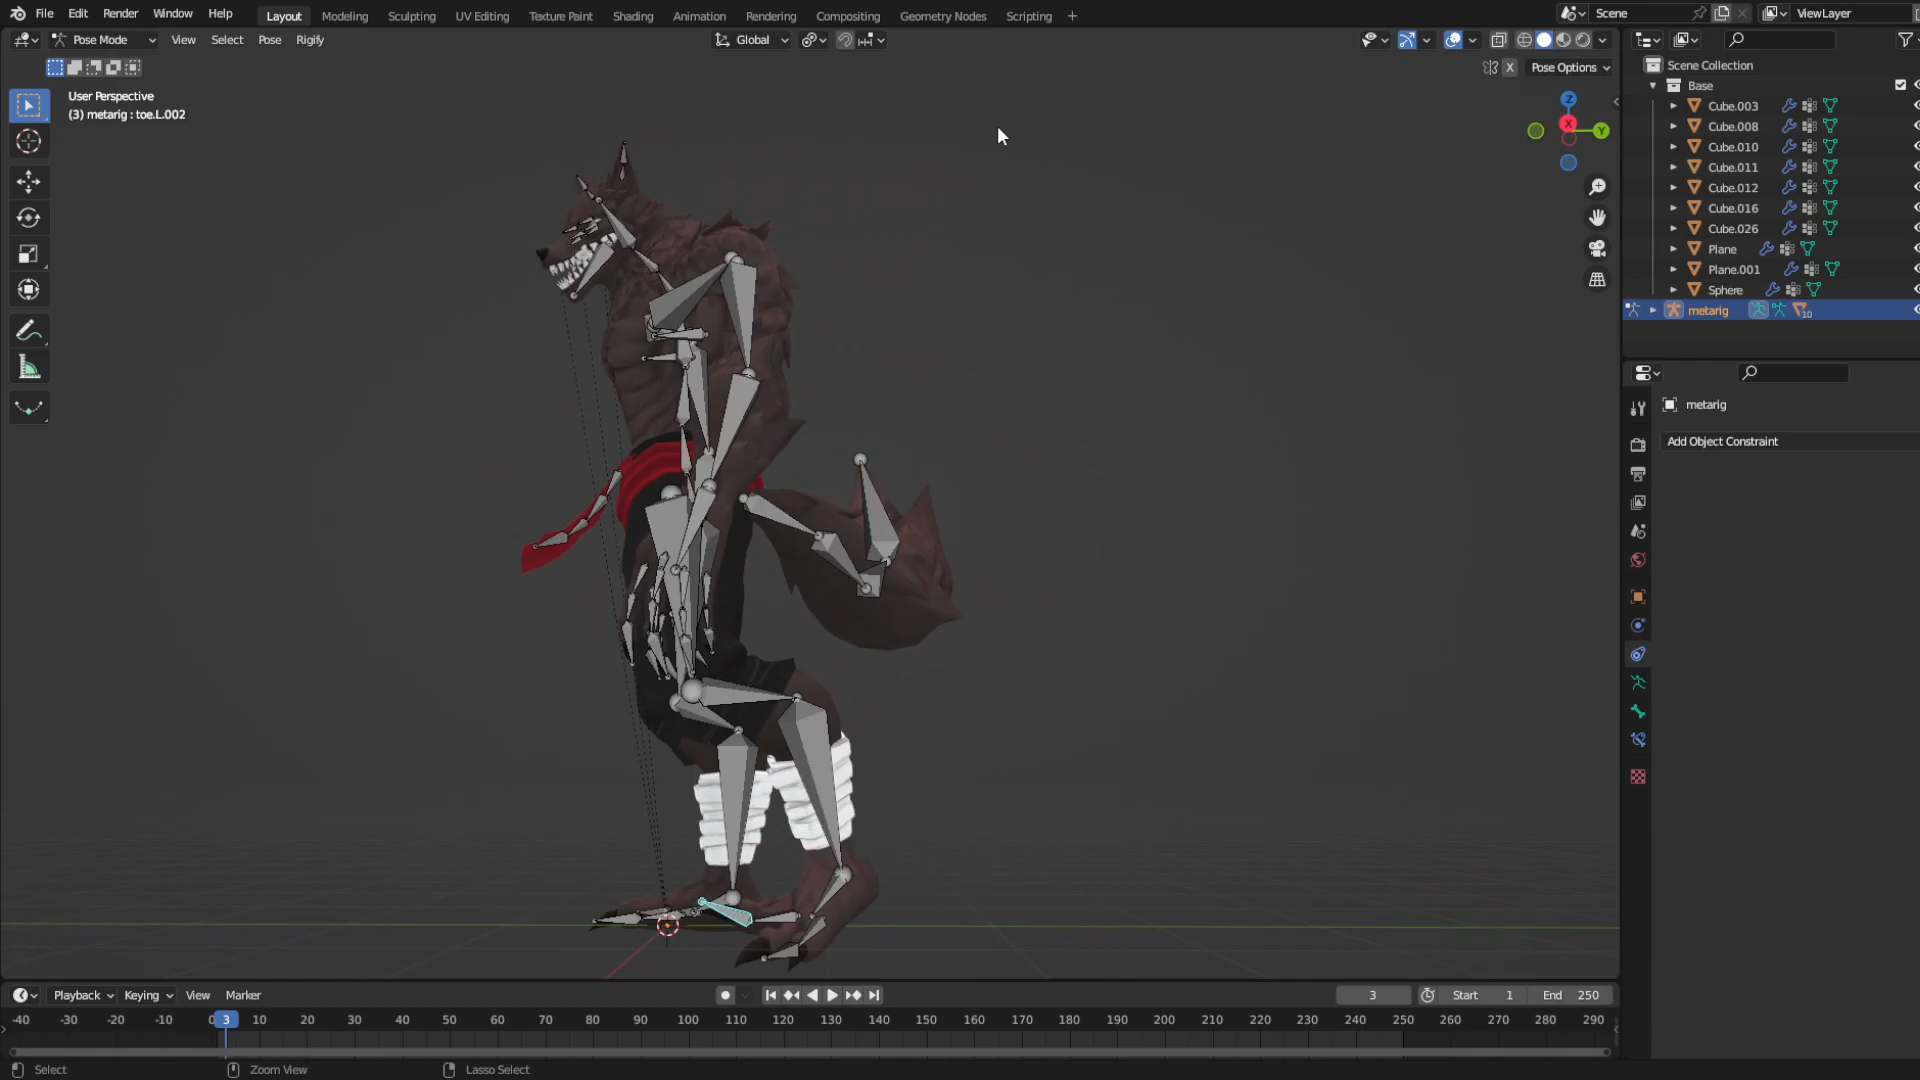 File Edit Render Window Help Layout Modeling Sculpting UV Editing Texture Paint Shading Animation Rendering Compositing Geometry Nodes Scripting + Scene ViewLayer
Pose Mode View Select Pose Rigify Global
X Pose Options
User Perspective
(3) metarig : toe.L.002
Z
X
Y
Scene Collection
Base
Cube.003
Cube.008
Cube.010
Cube.011
Cube.012
Cube.016
Cube.026
Plane
Plane.001
Sphere
metarig 10
metarig
Add Object Constraint
Playback Keying View Marker 3 Start 1 End 250
-40 -30 -20 -10 0 3 10 20 30 40 50 60 70 80 90 100 110 120 130 140 150 160 170 180 190 200 210 220 230 240 250 260 270 280 290
Select Zoom View Lasso Select